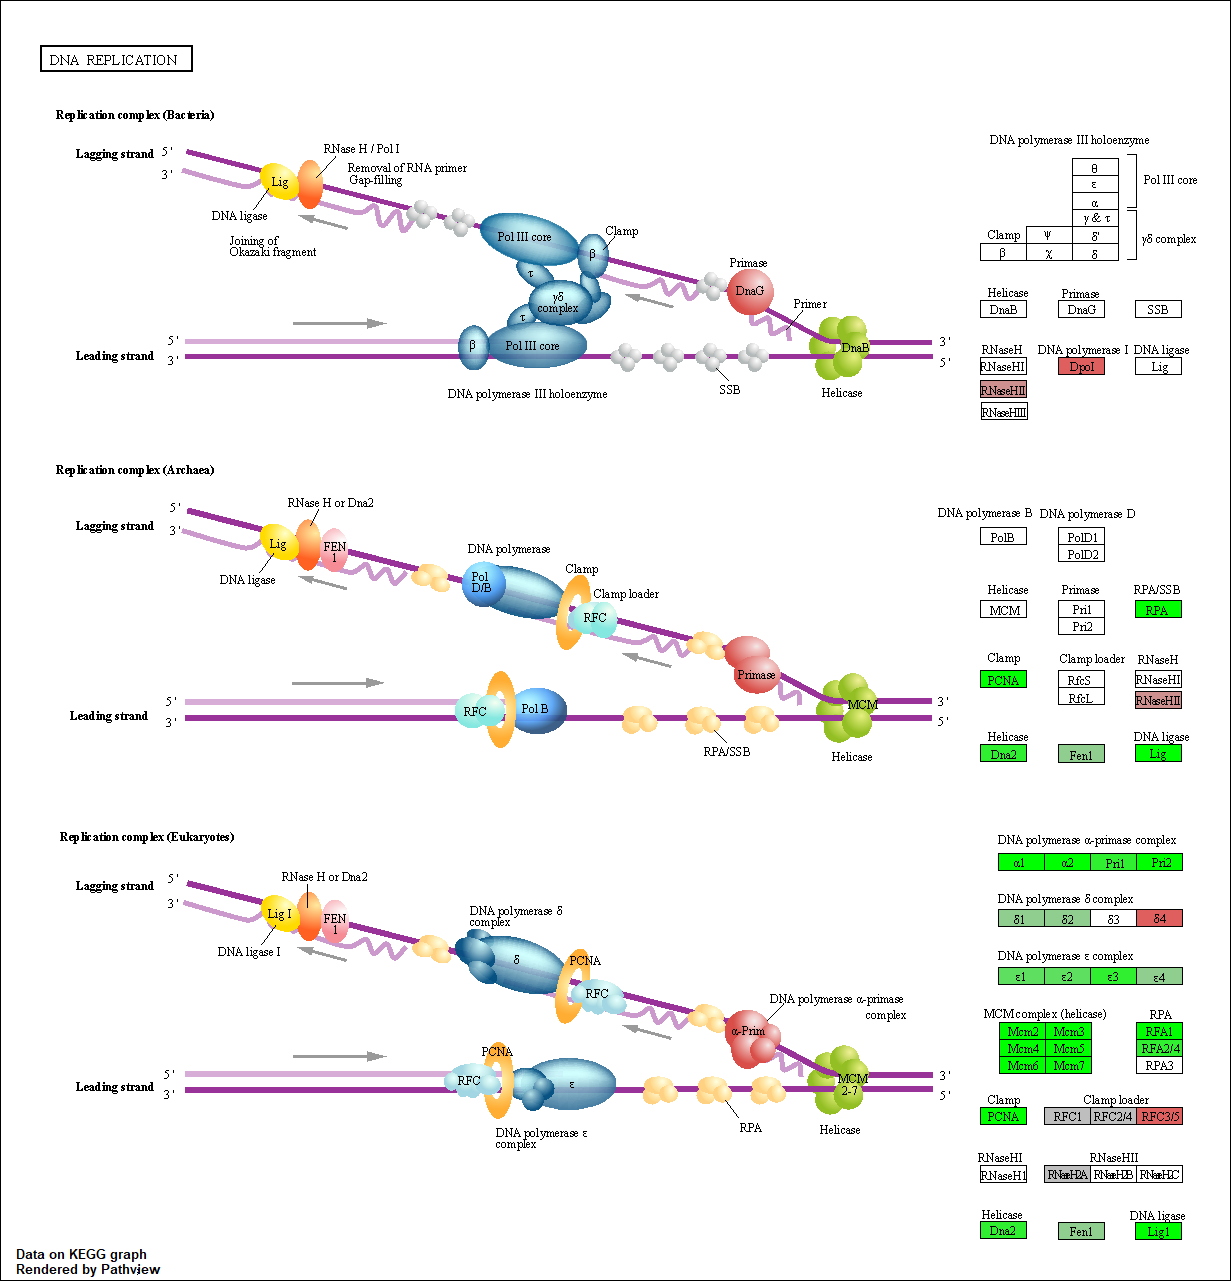 DNA REPLICATION
Replication complex (Bacteria)
Lagging strand
5'
3'
Lig
RNase H / Pol I
Removal of RNA primer
Gap-filling
DNA ligase
Joining of
Okazaki fragment
Pol III core
Clamp
β
τ
γδ
complex
τ
Primase
DnaG
Primer
Leading strand
5'
3'
β
Pol III core
DNA polymerase III holoenzyme
SSB
DnaB
Helicase
3'
5'
DNA polymerase III holoenzyme
θ
ε
α
Pol III core
γ & τ
Clamp
ψ
δ'
β
χ
δ
γδ complex
Helicase
DnaB
Primase
DnaG
SSB
RNaseH
RNaseHI
RNaseHII
RNaseHIII
DNA polymerase I
DpoI
DNA ligase
Lig
Replication complex (Archaea)
Lagging strand
5'
3'
Lig
RNase H or Dna2
FEN
1
DNA ligase
DNA polymerase
Pol
D/B
Clamp
Clamp loader
RFC
Primase
Leading strand
5'
3'
RFC
Pol B
RPA/SSB
MCM
Helicase
3'
5'
DNA polymerase B
PolB
DNA polymerase D
PolD1
PolD2
Helicase
MCM
Primase
Pri1
Pri2
RPA/SSB
RPA
Clamp
PCNA
Clamp loader
RfcS
RfcL
RNaseH
RNaseHI
RNaseHII
Helicase
Dna2
Fen1
DNA ligase
Lig
Replication complex (Eukaryotes)
Lagging strand
5'
3'
Lig I
RNase H or Dna2
FEN
1
DNA ligase I
DNA polymerase δ
complex
δ
PCNA
RFC
DNA polymerase α-primase
complex
α-Prim
Leading strand
5'
3'
RFC
PCNA
ε
DNA polymerase ε
complex
RPA
MCM
2-7
Helicase
3'
5'
DNA polymerase α-primase complex
α1 α2 Pri1 Pri2
DNA polymerase δ complex
δ1 δ2 δ3 δ4
DNA polymerase ε complex
ε1 ε2 ε3 ε4
MCM complex (helicase)
Mcm2 Mcm3
Mcm4 Mcm5
Mcm6 Mcm7
RPA
RFA1
RFA2/4
RPA3
Clamp
PCNA
Clamp loader
RFC1 RFC2/4 RFC3/5
RNaseHI
RNaseH1
RNaseHII
RNaseH2A RNaseH2B RNaseH2C
Helicase
Dna2
Fen1
DNA ligase
Lig1
Data on KEGG graph
Rendered by Pathview